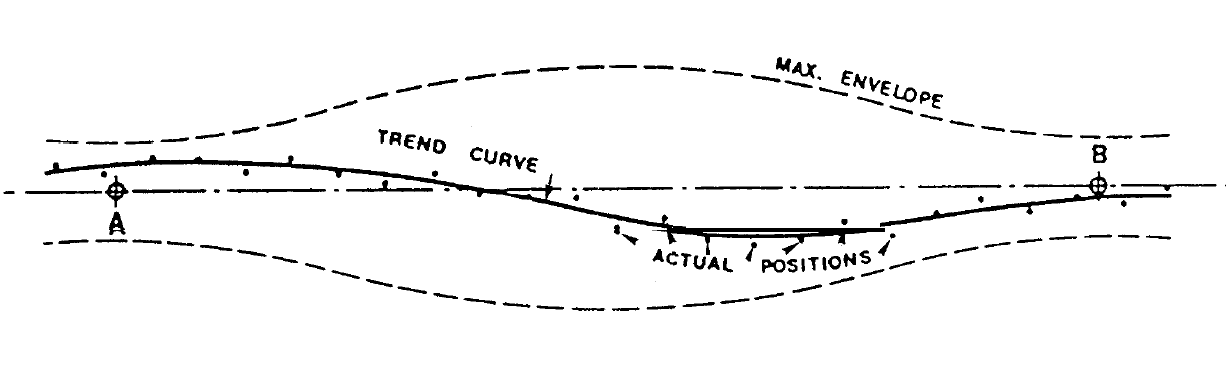 MAX. ENVELOPE
TREND CURVE
B
A
ACTUAL POSITIONS